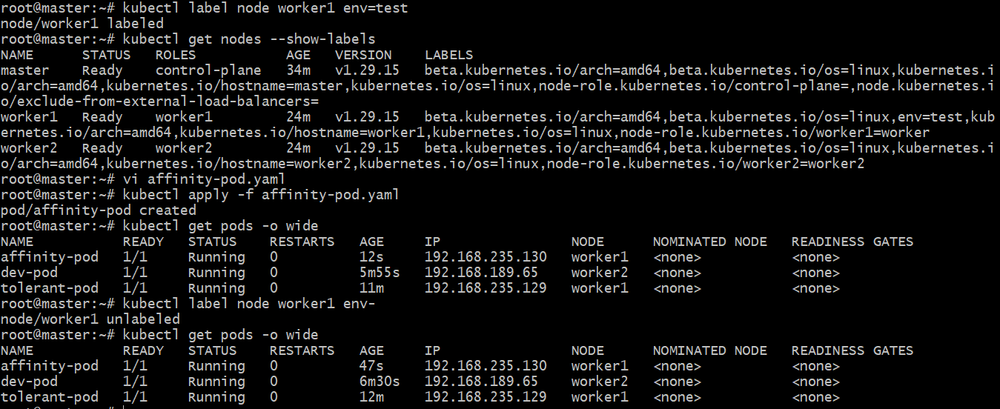 root@master:~# kubectl label node worker1 env=test
node/worker1 labeled
root@master:~# kubectl get nodes --show-labels
NAME      STATUS   ROLES           AGE   VERSION    LABELS
master    Ready    control-plane   34m   v1.29.15   beta.kubernetes.io/arch=amd64,beta.kubernetes.io/os=linux,kubernetes.i
o/arch=amd64,kubernetes.io/hostname=master,kubernetes.io/os=linux,node-role.kubernetes.io/control-plane=,node.kubernetes.i
o/exclude-from-external-load-balancers=
worker1   Ready    worker1         24m   v1.29.15   beta.kubernetes.io/arch=amd64,beta.kubernetes.io/os=linux,env=test,kub
ernetes.io/arch=amd64,kubernetes.io/hostname=worker1,kubernetes.io/os=linux,node-role.kubernetes.io/worker1=worker
worker2   Ready    worker2         24m   v1.29.15   beta.kubernetes.io/arch=amd64,beta.kubernetes.io/os=linux,kubernetes.i
o/arch=amd64,kubernetes.io/hostname=worker2,kubernetes.io/os=linux,node-role.kubernetes.io/worker2=worker2
root@master:~# vi affinity-pod.yaml
root@master:~# kubectl apply -f affinity-pod.yaml
pod/affinity-pod created
root@master:~# kubectl get pods -o wide
NAME           READY   STATUS    RESTARTS   AGE     IP                NODE      NOMINATED NODE   READINESS GATES
affinity-pod   1/1     Running   0          12s     192.168.235.130   worker1   <none>           <none>
dev-pod        1/1     Running   0          5m55s   192.168.189.65    worker2   <none>           <none>
tolerant-pod   1/1     Running   0          11m     192.168.235.129   worker1   <none>           <none>
root@master:~# kubectl label node worker1 env-
node/worker1 unlabeled
root@master:~# kubectl get pods -o wide
NAME           READY   STATUS    RESTARTS   AGE     IP                NODE      NOMINATED NODE   READINESS GATES
affinity-pod   1/1     Running   0          47s     192.168.235.130   worker1   <none>           <none>
dev-pod        1/1     Running   0          6m30s   192.168.189.65    worker2   <none>           <none>
tolerant-pod   1/1     Running   0          12m     192.168.235.129   worker1   <none>           <none>